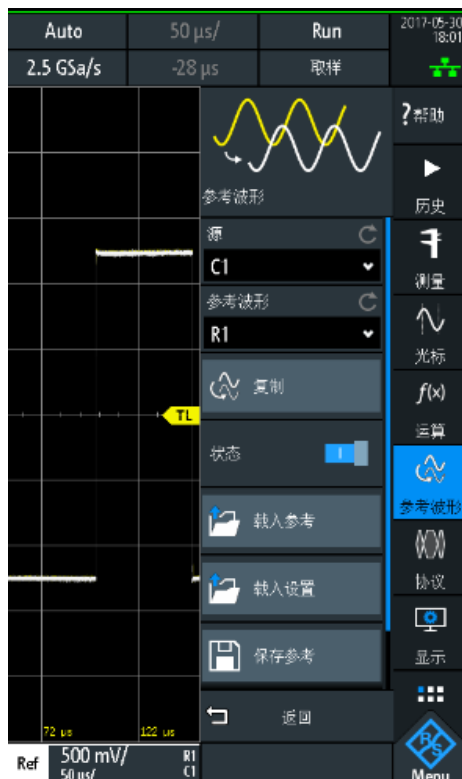 Auto 50 µs/ Run 2017-05-30
18:01
2.5 GSa/s -28 µs 取样
?帮助
参考波形
历史
源
C1
测量
参考波形
R1
光标
复制
f(x)
TL
运算
状态
参考波形
载入参考
协议
载入设置
显示
保存参考
返回
72 µs 122 µs
R&S
Ref 500 mV/ R1
50 µs/ C1
Menu